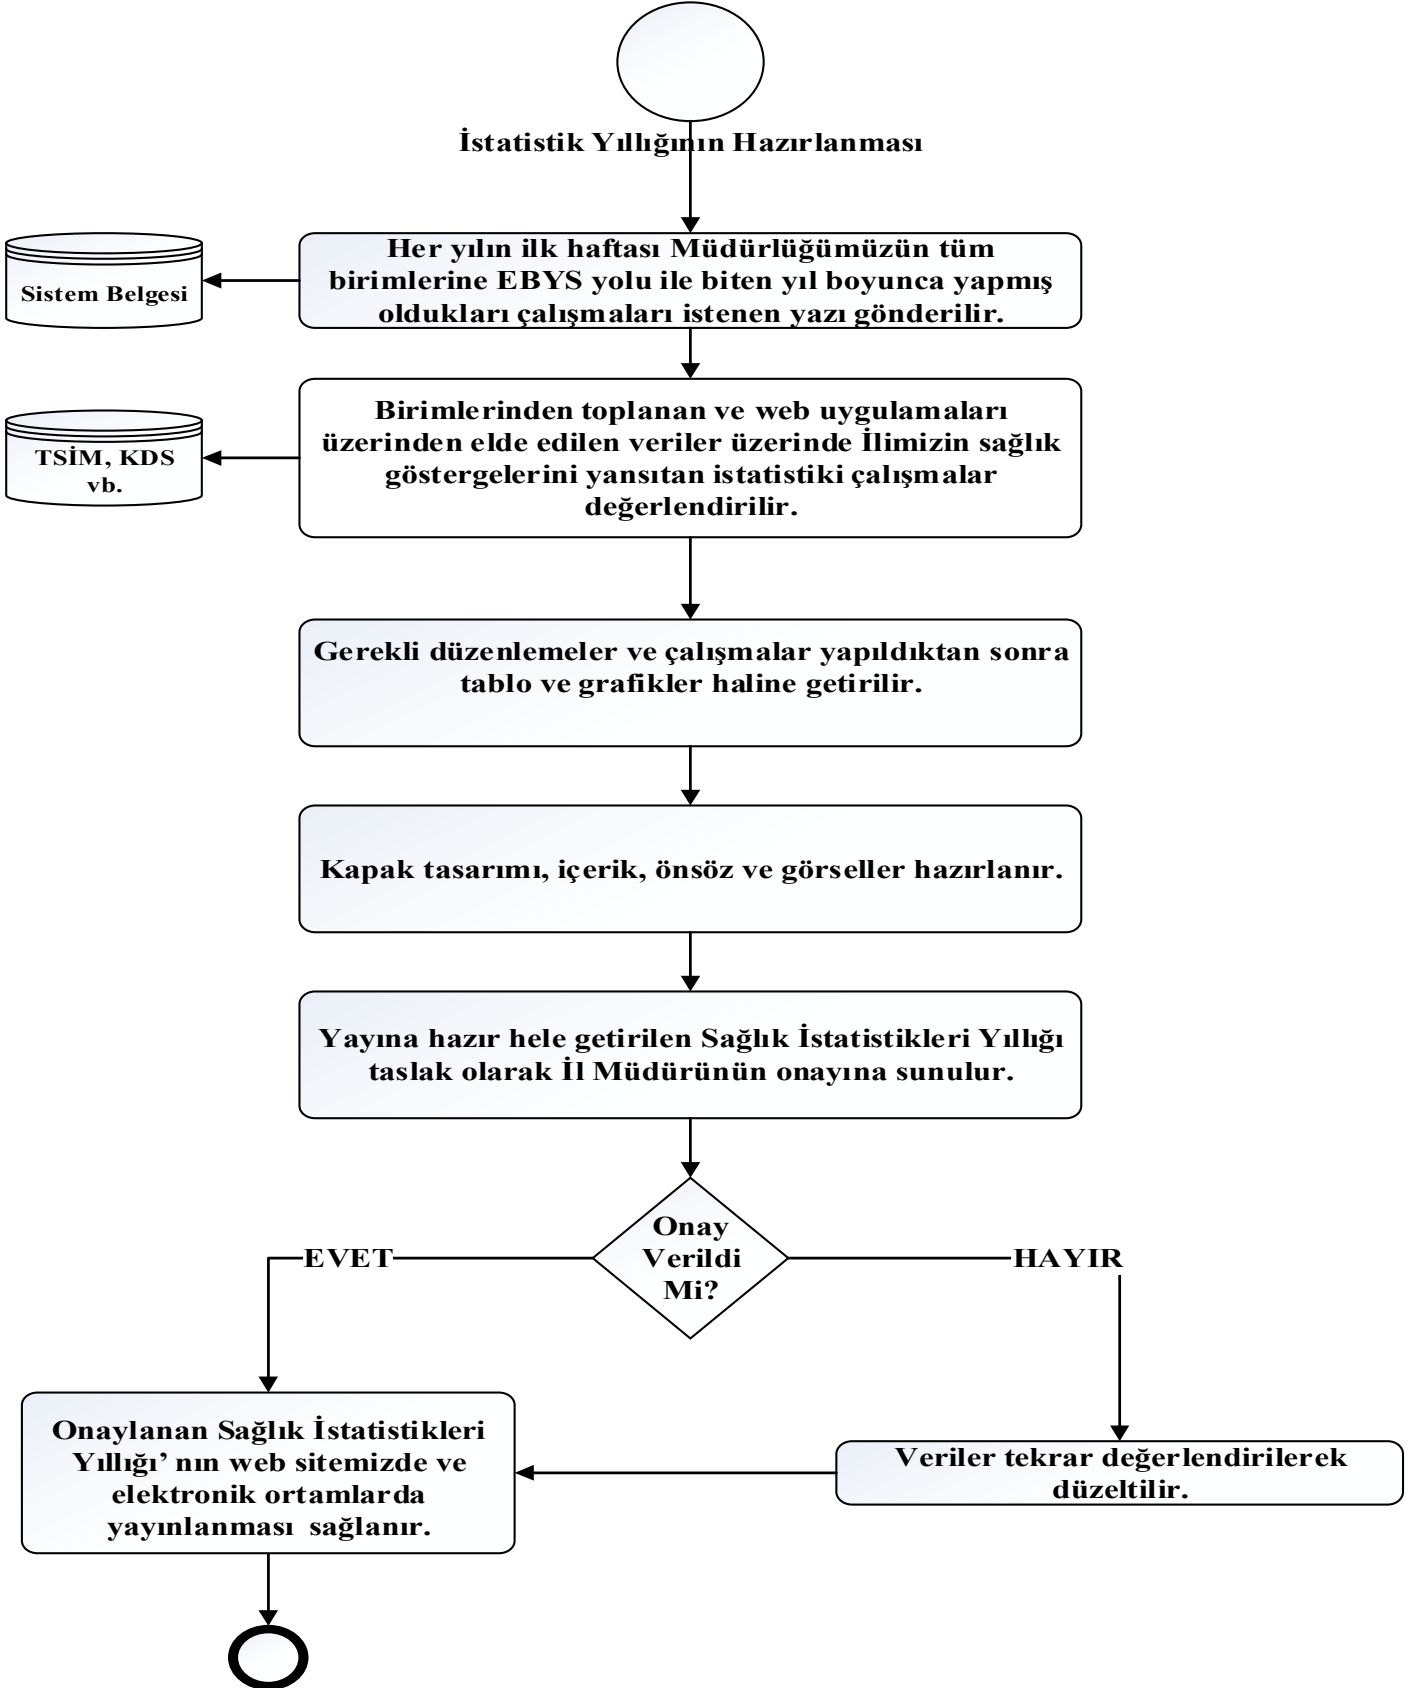 İstatistik Yıllığının Hazırlanması
Her yılın ilk haftası Müdürlüğümüzün tüm
birimlerine EBYS yolu ile biten yıl boyunca yapmış
oldukları çalışmaları istenen yazı gönderilir.
Sistem Belgesi
Birimlerinden toplanan ve web uygulamaları
üzerinden elde edilen veriler üzerinde İlimizin sağlık
göstergelerini yansıtan istatistiki çalışmalar
değerlendirilir.
TSİM, KDS
vb.
Gerekli düzenlemeler ve çalışmalar yapıldıktan sonra
tablo ve grafikler haline getirilir.
Kapak tasarımı, içerik, önsöz ve görseller hazırlanır.
Yayına hazır hele getirilen Sağlık İstatistikleri Yıllığı
taslak olarak İl Müdürünün onayına sunulur.
Onay
Verildi
Mi?
EVET
HAYIR
Onaylanan Sağlık İstatistikleri
Yıllığı’ nın web sitemizde ve
elektronik ortamlarda
yayınlanması  sağlanır.
Veriler tekrar değerlendirilerek
düzeltilir.